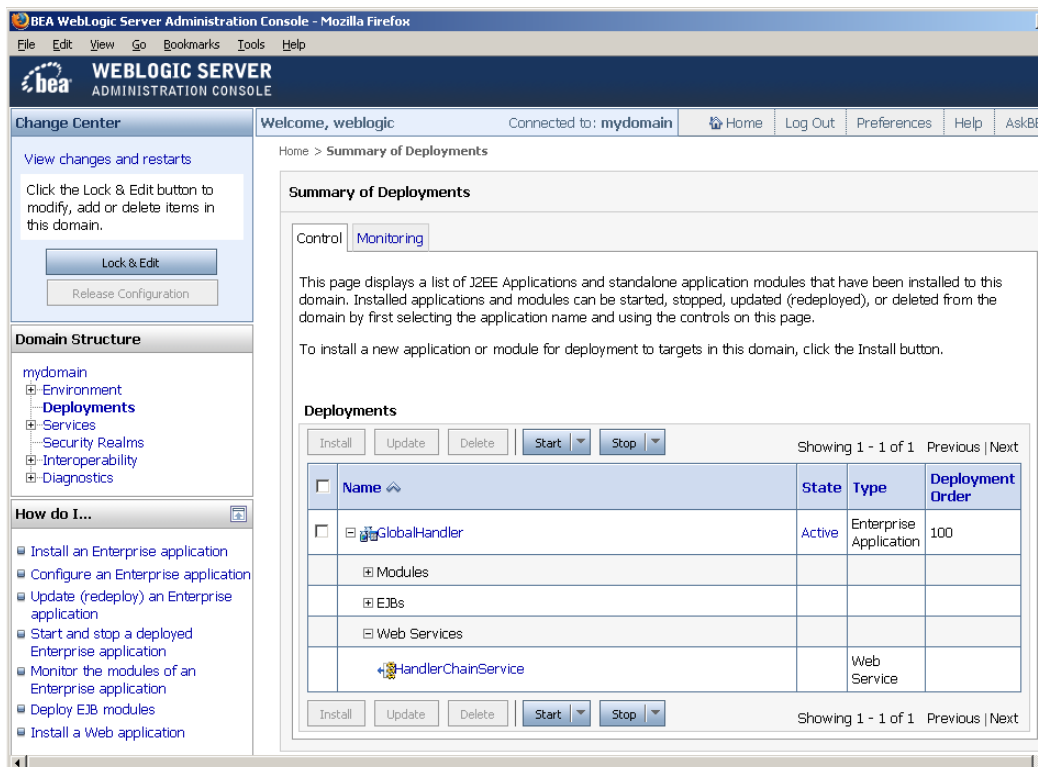 BEA WebLogic Server Administration Console - Mozilla Firefox
File Edit View Go Bookmarks Tools Help
bea
WEBLOGIC SERVER
ADMINISTRATION CONSOLE
Change Center
View changes and restarts
Click the Lock & Edit button to
modify, add or delete items in
this domain.
Lock & Edit
Release Configuration
Domain Structure
mydomain
Environment
Deployments
Services
Security Realms
Interoperability
Diagnostics
How do I...
Install an Enterprise application
Configure an Enterprise application
Update (redeploy) an Enterprise
application
Start and stop a deployed
Enterprise application
Monitor the modules of an
Enterprise application
Deploy EJB modules
Install a Web application
Welcome, weblogic Connected to: mydomain Home Log Out Preferences Help AskBE
Home > Summary of Deployments
Summary of Deployments
Control Monitoring
This page displays a list of J2EE Applications and standalone application modules that have been installed to this
domain. Installed applications and modules can be started, stopped, updated (redeployed), or deleted from the
domain by first selecting the application name and using the controls on this page.
To install a new application or module for deployment to targets in this domain, click the Install button.
Deployments
Install Update Delete Start Stop Showing 1 - 1 of 1 Previous | Next
Name State Type Deployment
Order
GlobalHandler Active Enterprise
Application 100
Modules
EJBs
Web Services
HandlerChainService Web
Service
Install Update Delete Start Stop Showing 1 - 1 of 1 Previous | Next